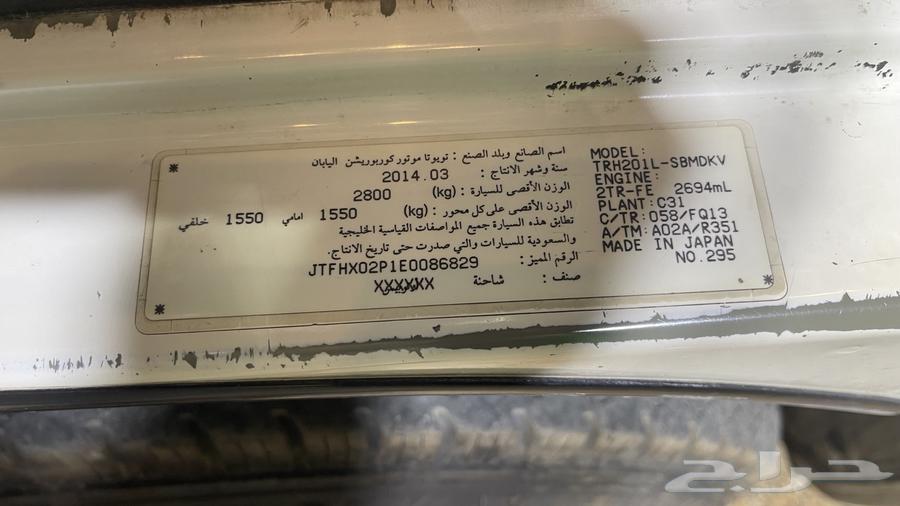 اسم الصانع وبلد الصنع : تويوتا موتور كوربوريشن اليابان
سنة وشهر الانتاج : 2014.03
الوزن الأقصى للسيارة : (kg) 2800
الوزن الأقصى على كل محور : (kg) 1550 امامي 1550 خلفي
تطابق هذه السيارة جميع المواصفات القياسية الخليجية
والسعودية للسيارات والتي صدرت حتى تاريخ الانتاج.
الرقم المميز : JTFHX02P1E0086829
صنف : شاحنة XXXXXX
MODEL:
TRH201L-SBMDKV
ENGINE:
2TR-FE 2694mL
PLANT: C31
C/TR: 058/FQ13
A/TM: A02A/R351
MADE IN JAPAN
NO.295
حراج